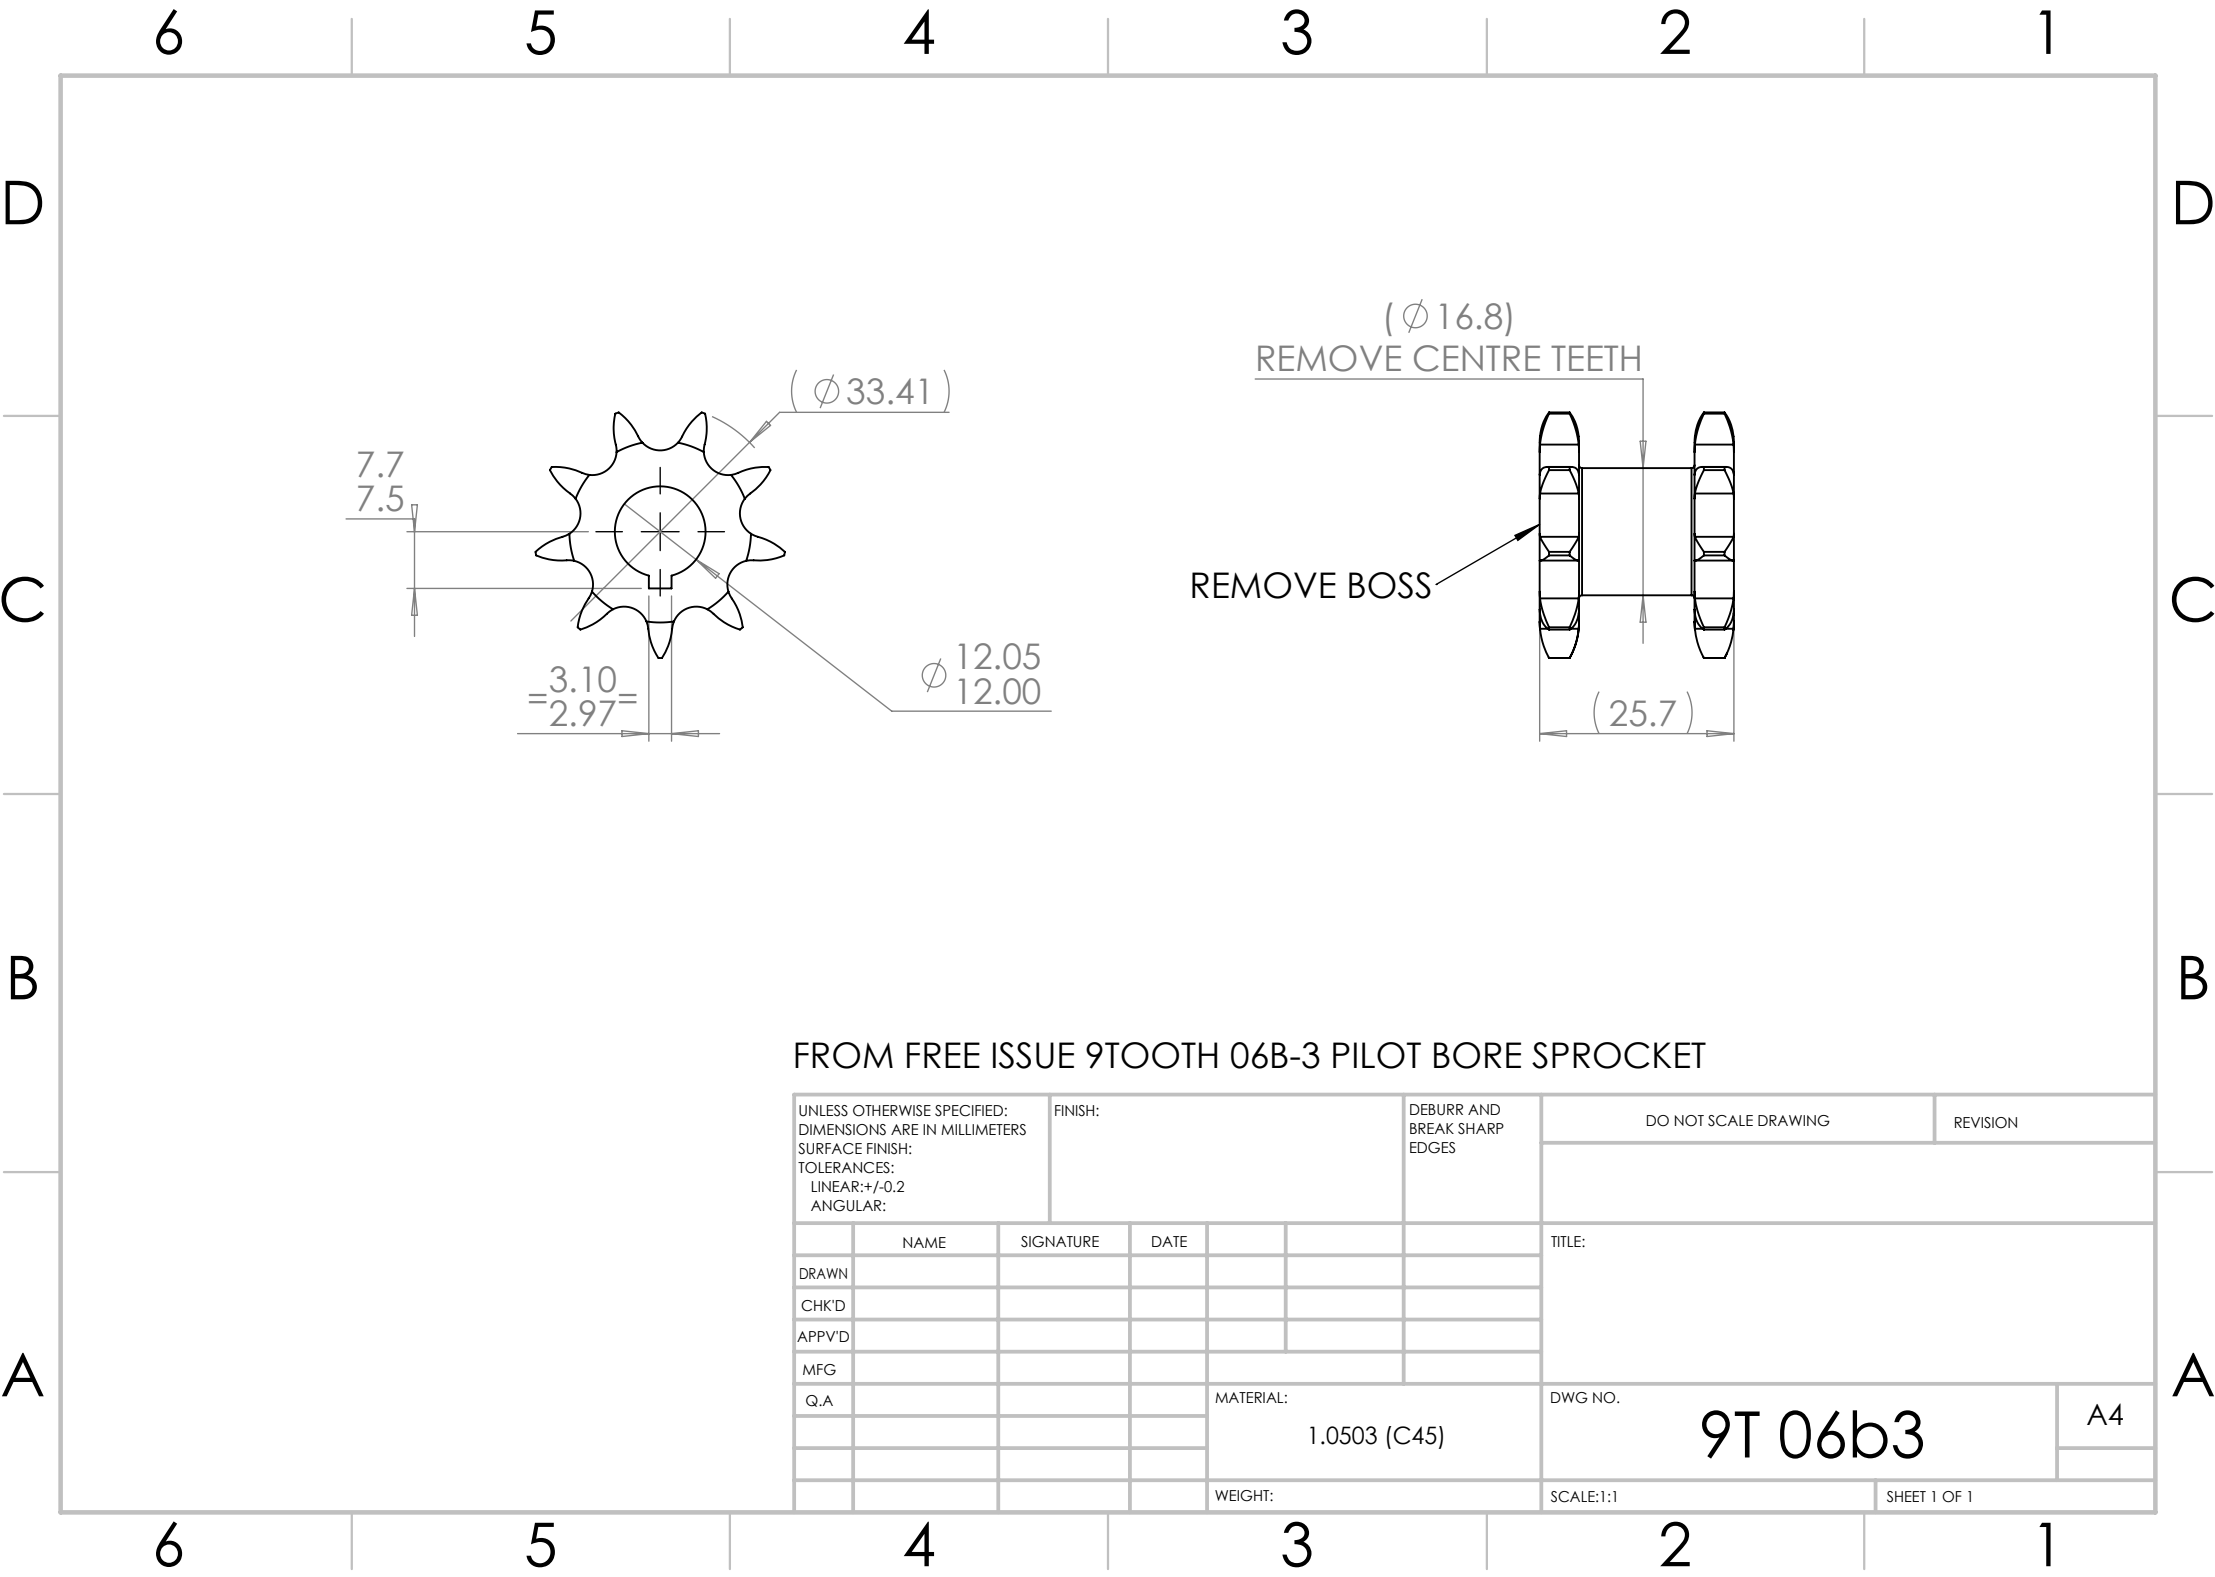 6 5 4 3 2 1
D D
(⌀16.8)
REMOVE CENTRE TEETH
(⌀33.41)
7.7
7.5
C C
REMOVE BOSS
⌀ 12.05
12.00
=3.10=
2.97
(25.7)
B B
FROM FREE ISSUE 9TOOTH 06B-3 PILOT BORE SPROCKET
UNLESS OTHERWISE SPECIFIED:
DIMENSIONS ARE IN MILLIMETERS
SURFACE FINISH:
TOLERANCES:
LINEAR:+/-0.2
ANGULAR:
FINISH:
DEBURR AND
BREAK SHARP
EDGES
DO NOT SCALE DRAWING
REVISION
NAME SIGNATURE DATE
TITLE:
DRAWN
CHK'D
APPV'D
MFG
Q.A
A A
MATERIAL:
1.0503 (C45)
DWG NO.
9T 06b3
A4
WEIGHT:
SCALE:1:1
SHEET 1 OF 1
6 5 4 3 2 1